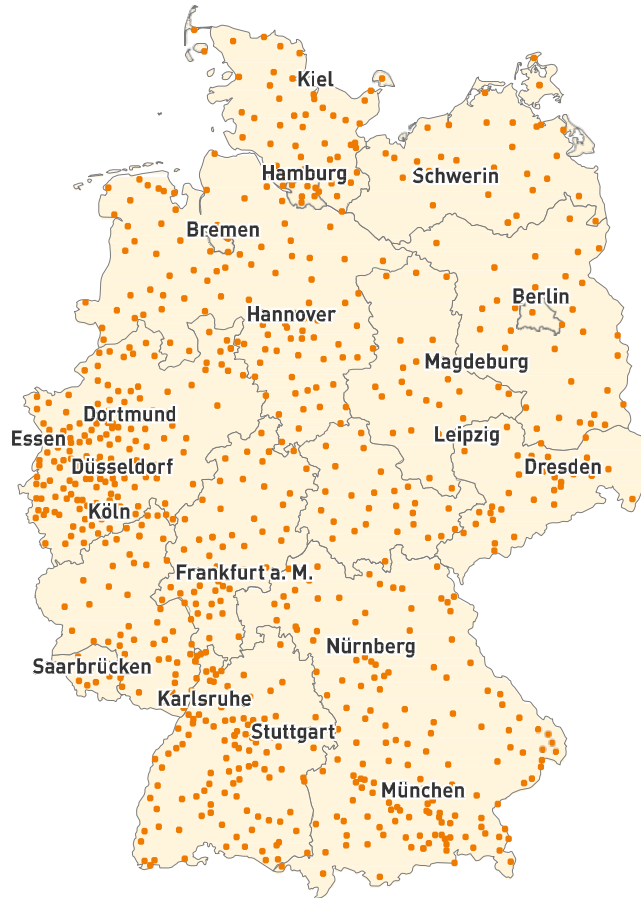 Kiel
Hamburg
Schwerin
Bremen
Berlin
Hannover
Magdeburg
Dortmund
Essen
Leipzig
Düsseldorf
Dresden
Köln
Frankfurt a. M.
Nürnberg
Saarbrücken
Karlsruhe
Stuttgart
München